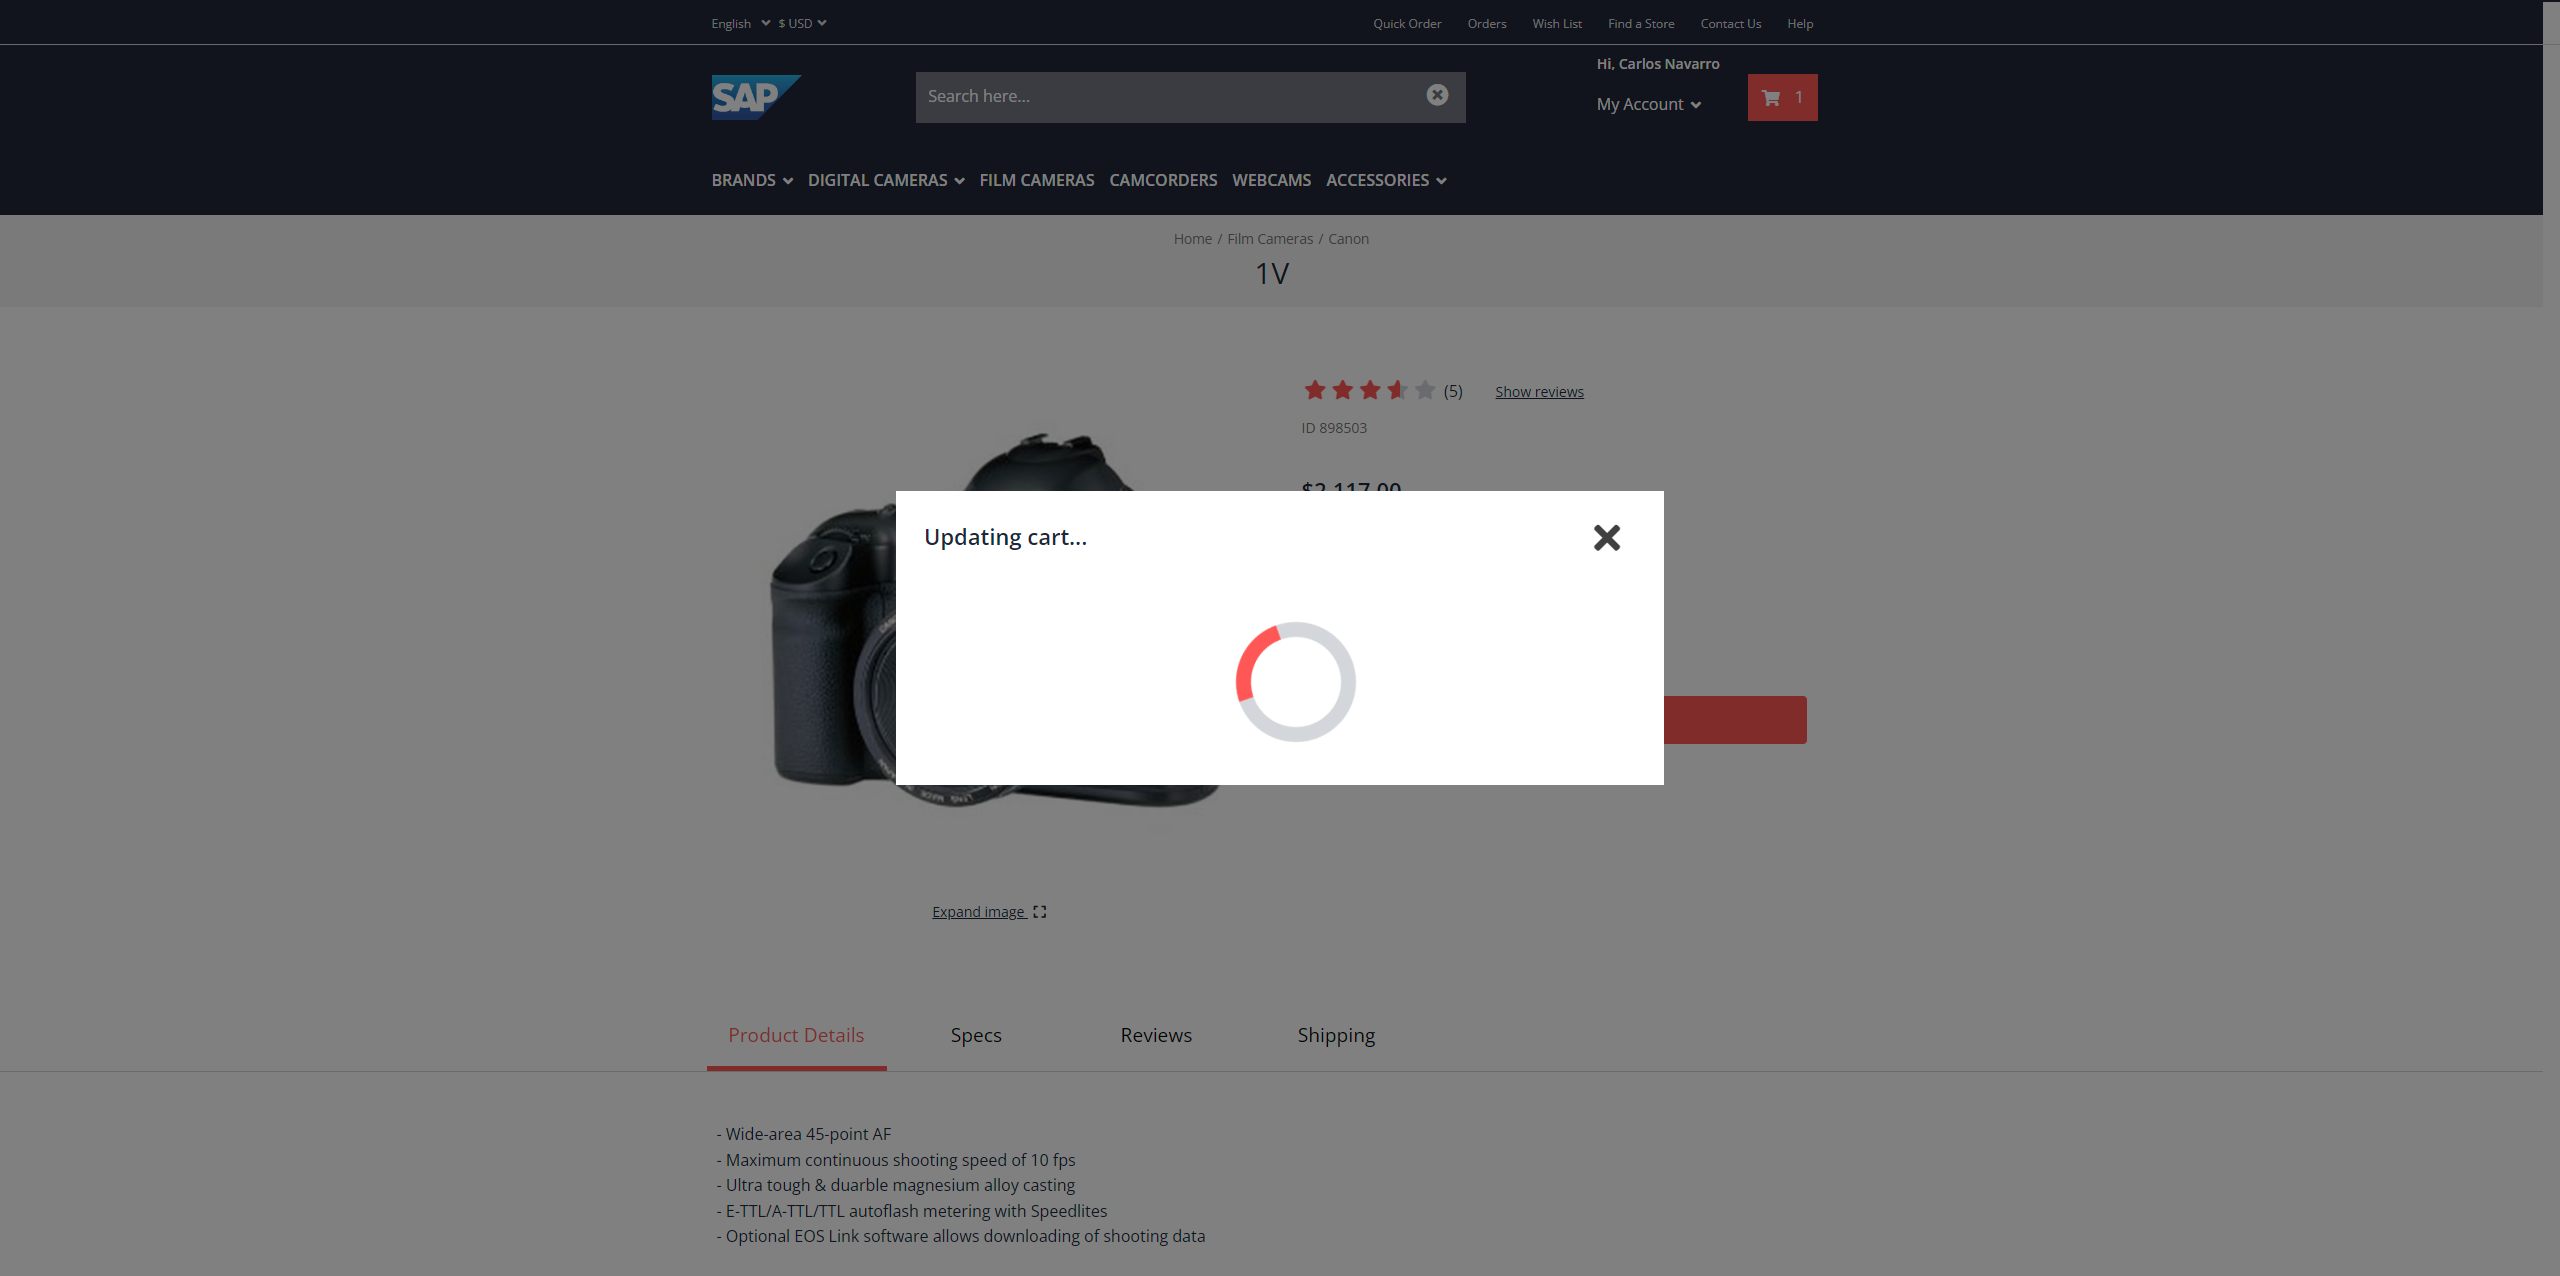 English $ USD Quick Order Orders Wish List Find a Store Contact Us Help
Hi, Carlos Navarro
SAP Search here... My Account 1
BRANDS DIGITAL CAMERAS FILM CAMERAS CAMCORDERS WEBCAMS ACCESSORIES
Home / Film Cameras / Canon
1V
(5) Show reviews
ID 898503
$2,117.00
Updating cart...
Expand image
Product Details Specs Reviews Shipping
- Wide-area 45-point AF
- Maximum continuous shooting speed of 10 fps
- Ultra tough & duarble magnesium alloy casting
- E-TTL/A-TTL/TTL autoflash metering with Speedlites
- Optional EOS Link software allows downloading of shooting data